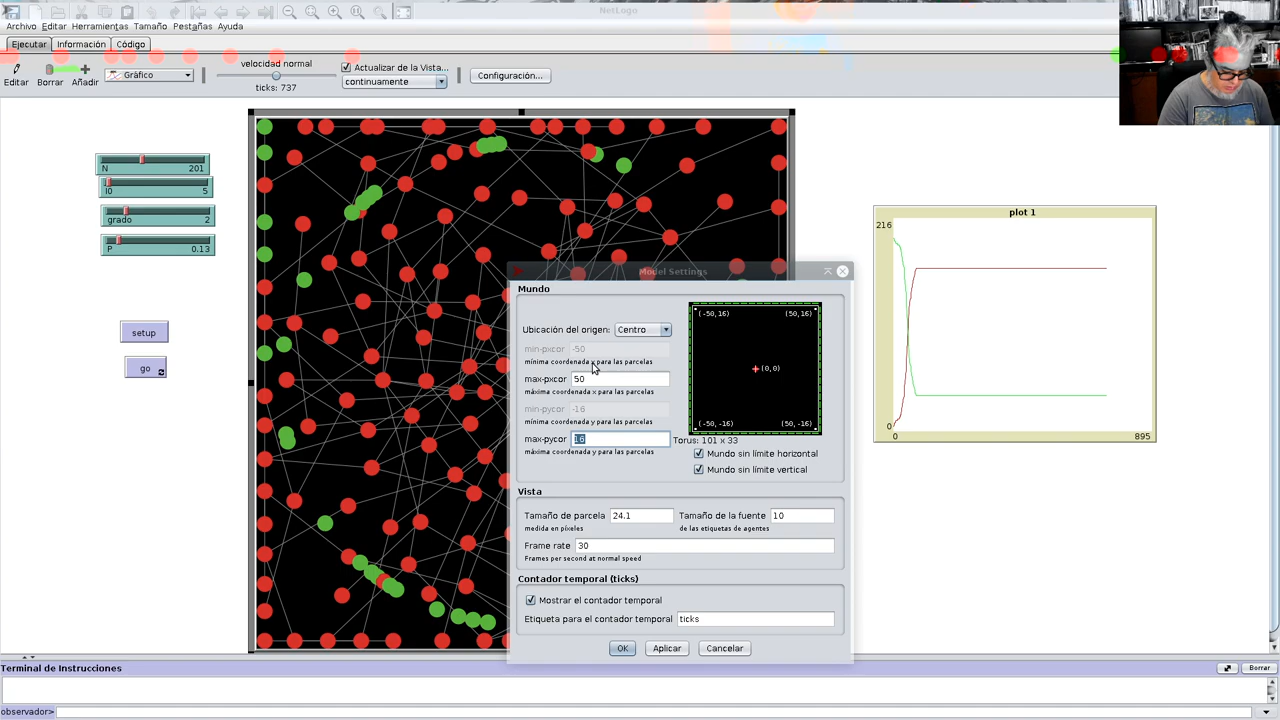 NetLogo
Archivo Editar Herramientas Tamaño Pestañas Ayuda
Ejecutar Información Código
Editar Borrar Añadir Gráfico
velocidad normal
ticks: 737
Actualizar de la Vista...
continuamente
Configuración...
N 201
I0 5
grado 2
P 0.13
setup
go
plot 1
216
0
0 895
Model Settings
Mundo
Ubicación del origen: Centro
min-pxcor -50
mínima coordenada x para las parcelas
max-pxcor 50
máxima coordenada x para las parcelas
min-pycor -16
mínima coordenada y para las parcelas
max-pycor 16
máxima coordenada y para las parcelas
(-50,16) (50,16)
(0,0)
(-50, -16) (50, -16)
Torus: 101 x 33
Mundo sin límite horizontal
Mundo sin límite vertical
Vista
Tamaño de parcela 24.1
medida en píxeles
Tamaño de la fuente 10
de las etiquetas de agentes
Frame rate 30
Frames per second at normal speed
Contador temporal (ticks)
Mostrar el contador temporal
Etiqueta para el contador temporal ticks
OK Aplicar Cancelar
Terminal de Instrucciones
Borrar
observador>